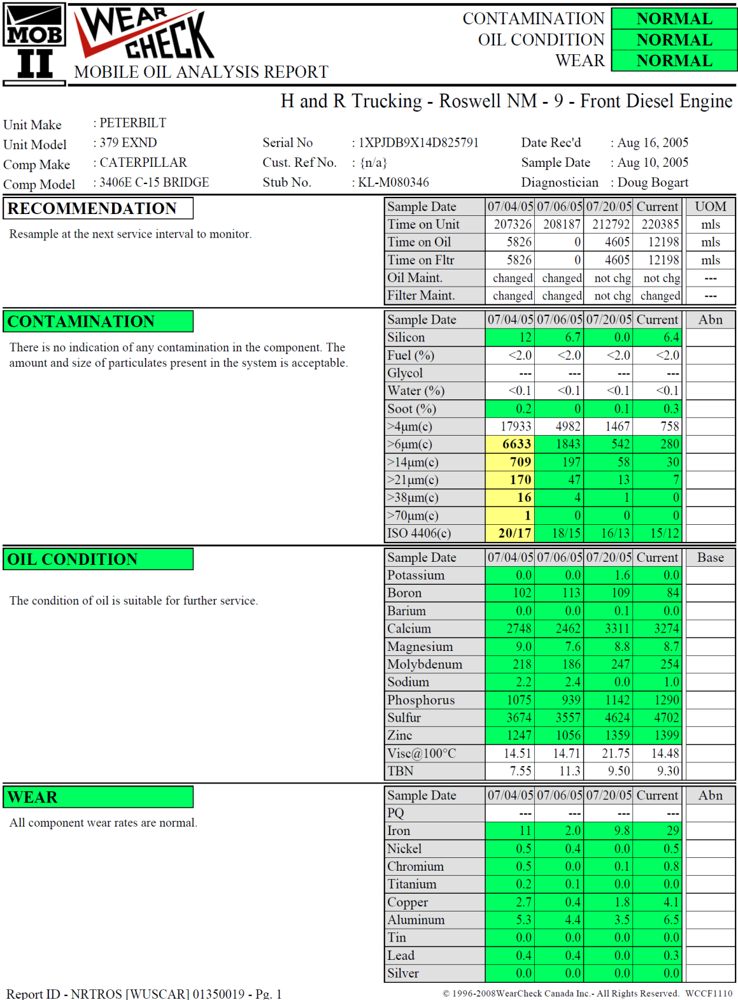 MOB
II
WEAR
CHECK
MOBILE OIL ANALYSIS REPORT
CONTAMINATION NORMAL
OIL CONDITION NORMAL
WEAR NORMAL
H and R Trucking - Roswell NM - 9 - Front Diesel Engine
Unit Make : PETERBILT
Unit Model : 379 EXND Serial No : 1XPJDB9X14D825791 Date Rec'd : Aug 16, 2005
Comp Make : CATERPILLAR Cust. Ref No. : {n/a} Sample Date : Aug 10, 2005
Comp Model : 3406E C-15 BRIDGE Stub No. : KL-M080346 Diagnostician : Doug Bogart
RECOMMENDATION
Resample at the next service interval to monitor.
Sample Date 07/04/05 07/06/05 07/20/05 Current UOM
Time on Unit 207326 208187 212792 220385 mls
Time on Oil 5826 0 4605 12198 mls
Time on Fltr 5826 0 4605 12198 mls
Oil Maint. changed changed not chg not chg ---
Filter Maint. changed changed not chg changed ---
CONTAMINATION
There is no indication of any contamination in the component. The
amount and size of particulates present in the system is acceptable.
Sample Date 07/04/05 07/06/05 07/20/05 Current Abn
Silicon 12 6.7 0.0 6.4
Fuel (%) <2.0 <2.0 <2.0 <2.0
Glycol --- --- --- ---
Water (%) <0.1 <0.1 <0.1 <0.1
Soot (%) 0.2 0 0.1 0.3
>4µm(c) 17933 4982 1467 758
>6µm(c) 6633 1843 542 280
>14µm(c) 709 197 58 30
>21µm(c) 170 47 13 7
>38µm(c) 16 4 1 0
>70µm(c) 1 0 0 0
ISO 4406(c) 20/17 18/15 16/13 15/12
OIL CONDITION
The condition of oil is suitable for further service.
Sample Date 07/04/05 07/06/05 07/20/05 Current Base
Potassium 0.0 0.0 1.6 0.0
Boron 102 113 109 84
Barium 0.0 0.0 0.1 0.0
Calcium 2748 2462 3311 3274
Magnesium 9.0 7.6 8.8 8.7
Molybdenum 218 186 247 254
Sodium 2.2 2.4 0.0 1.0
Phosphorus 1075 939 1142 1290
Sulfur 3674 3557 4624 4702
Zinc 1247 1056 1359 1399
Visc@100°C 14.51 14.71 21.75 14.48
TBN 7.55 11.3 9.50 9.30
WEAR
All component wear rates are normal.
Sample Date 07/04/05 07/06/05 07/20/05 Current Abn
PQ --- --- --- ---
Iron 11 2.0 9.8 29
Nickel 0.5 0.4 0.0 0.5
Chromium 0.5 0.0 0.1 0.8
Titanium 0.2 0.1 0.0 0.0
Copper 2.7 0.4 1.8 4.1
Aluminum 5.3 4.4 3.5 6.5
Tin 0.0 0.0 0.0 0.0
Lead 0.4 0.4 0.0 0.3
Silver 0.0 0.0 0.0 0.0
Report ID - NRTROS [WUSCAR] 01350019 - Pg. 1
© 1996-2008WearCheck Canada Inc.- All Rights Reserved. WCCF1110